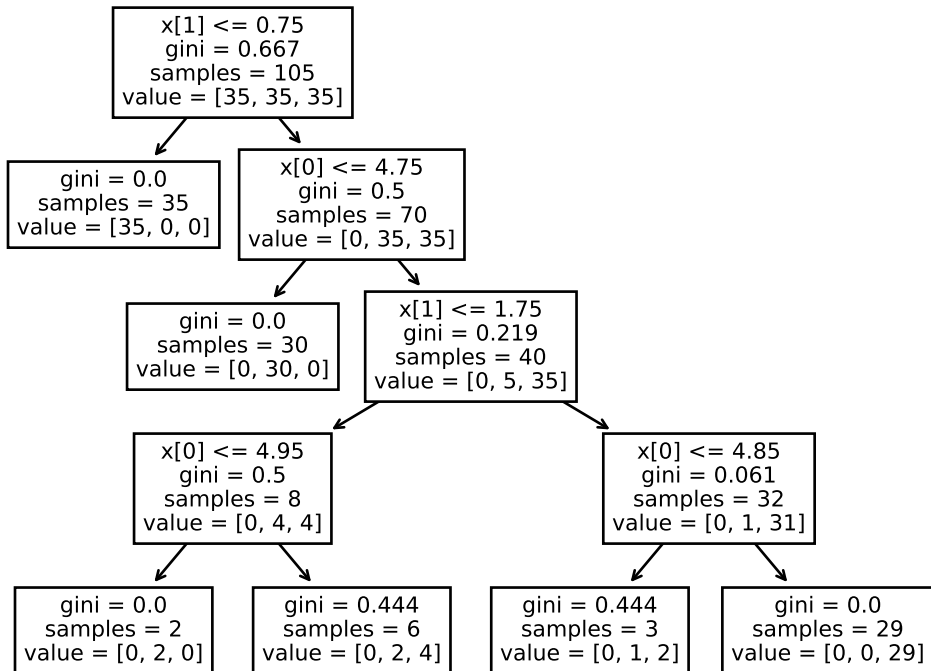 x[1] <= 0.75
gini = 0.667
samples = 105
value = [35, 35, 35]
gini = 0.0
samples = 35
value = [35, 0, 0]
x[0] <= 4.75
gini = 0.5
samples = 70
value = [0, 35, 35]
gini = 0.0
samples = 30
value = [0, 30, 0]
x[1] <= 1.75
gini = 0.219
samples = 40
value = [0, 5, 35]
x[0] <= 4.95
gini = 0.5
samples = 8
value = [0, 4, 4]
x[0] <= 4.85
gini = 0.061
samples = 32
value = [0, 1, 31]
gini = 0.0
samples = 2
value = [0, 2, 0]
gini = 0.444
samples = 6
value = [0, 2, 4]
gini = 0.444
samples = 3
value = [0, 1, 2]
gini = 0.0
samples = 29
value = [0, 0, 29]